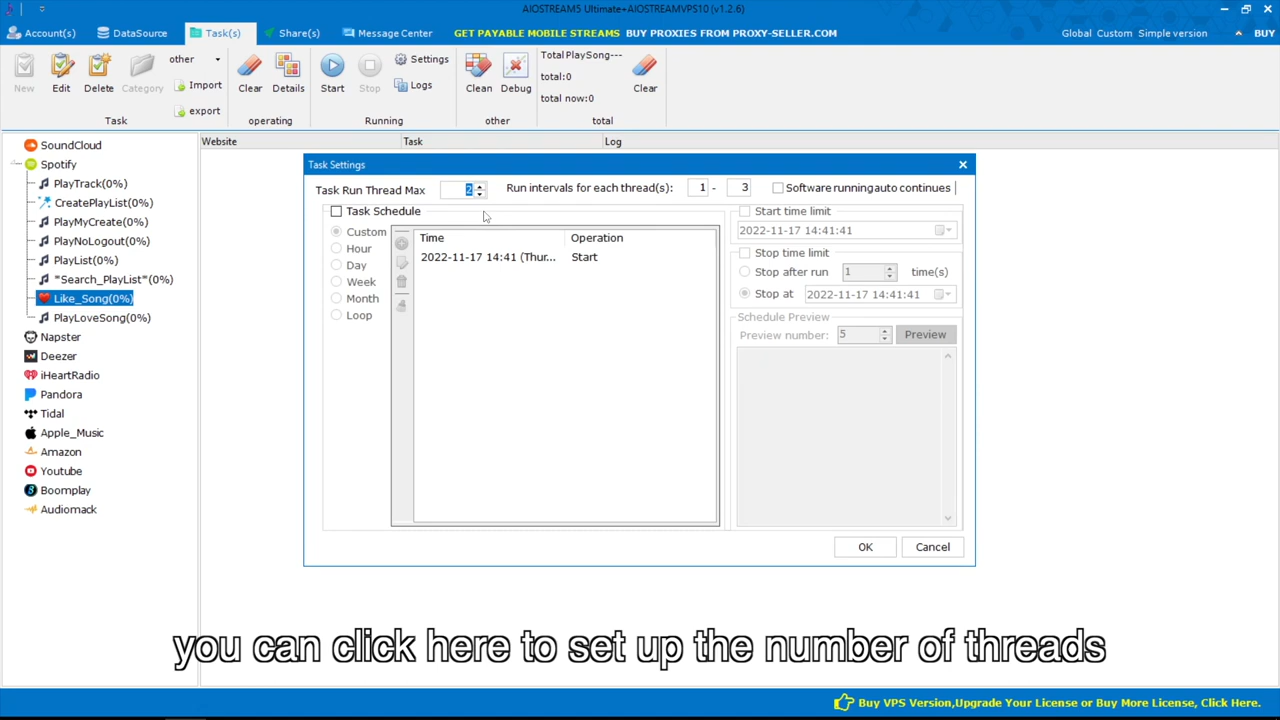 AIOSTREAM5 Ultimate+AIOSTREAMVPS10 (v1.2.6)
Account(s) DataSource Task(s) Share(s) Message Center GET PAYABLE MOBILE STREAMS BUY PROXIES FROM PROXY-SELLER.COM Global Custom Simple version BUY
New Edit Delete Category other Import export Clear Details Start Stop Settings Logs Clean Debug Total PlaySong--- total:0 total now:0 Clear
Task operating Running other total
SoundCloud
Spotify
PlayTrack(0%)
CreatePlayList(0%)
PlayMyCreate(0%)
PlayNoLogout(0%)
PlayList(0%)
"Search_PlayList"(0%)
Like_Song(0%)
PlayLoveSong(0%)
Napster
Deezer
iHeartRadio
Pandora
Tidal
Apple_Music
Amazon
Youtube
Boomplay
Audiomack
Website Task Log
Task Settings
Task Run Thread Max 2 Run intervals for each thread(s): 1 - 3 Software running auto continues
Task Schedule
Custom
Hour
Day
Week
Month
Loop
Time Operation
2022-11-17 14:41 (Thur... Start
Start time limit
2022-11-17 14:41:41
Stop time limit
Stop after run 1 time(s)
Stop at 2022-11-17 14:41:41
Schedule Preview
Preview number: 5 Preview
OK Cancel
you can click here to set up the number of threads
Buy VPS Version,Upgrade Your License or Buy More License, Click Here.